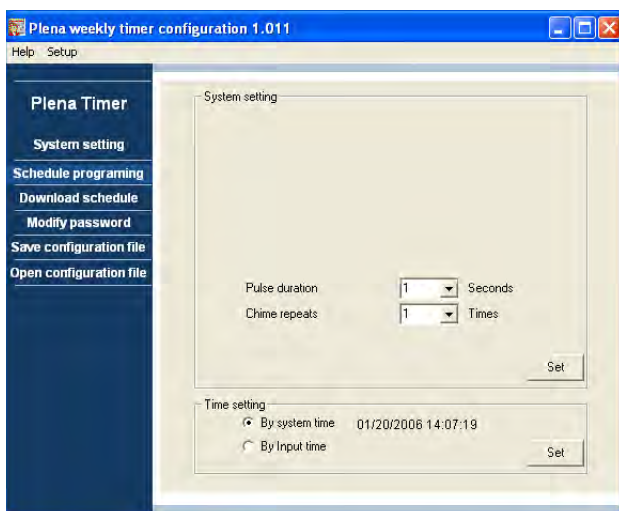 Plena weekly timer configuration 1.011
Help Setup
Plena Timer
System setting
Schedule programing
Download schedule
Modify password
Save configuration file
Open configuration file
System setting
Pulse duration 1 Seconds
Chime repeats 1 Times
Set
Time setting
By system time 01/20/2006 14:07:19
By Input time
Set